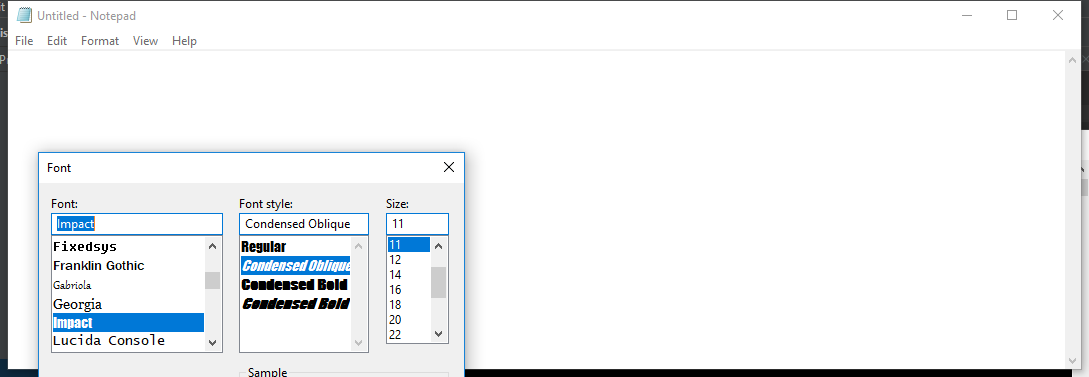 Untitled - Notepad
File Edit Format View Help
Font
Font: Font style: Size:
Impact Condensed Oblique 11
Fixedsys
Franklin Gothic
Gabriola
Georgia
Impact
Lucida Console
Regular
Condensed Oblique
Condensed Bold
Condensed Bold
11
12
14
16
18
20
22
Sample